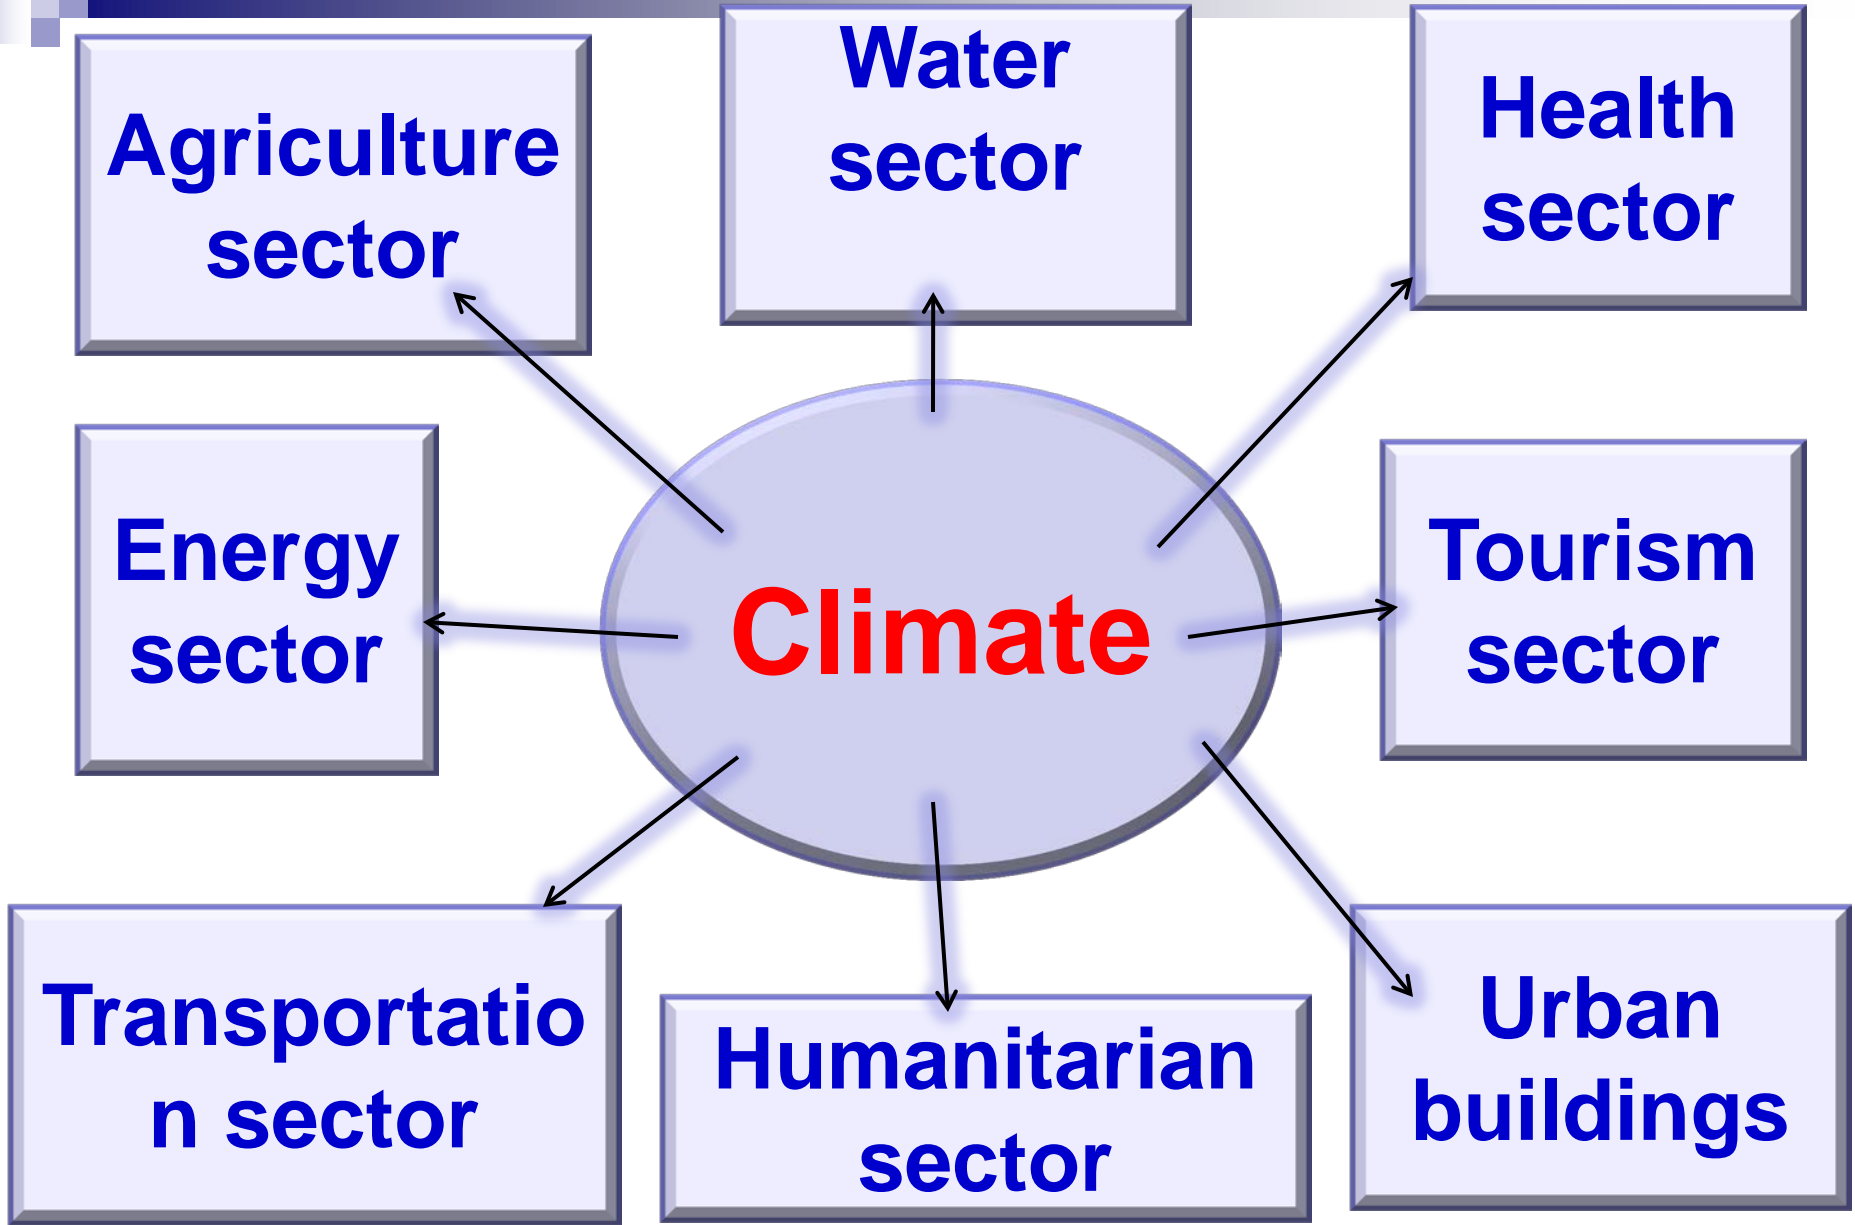 Agriculture
sector
Water
sector
Health
sector
Energy
sector
Climate
Tourism
sector
Transportatio
n sector
Humanitarian
sector
Urban
buildings